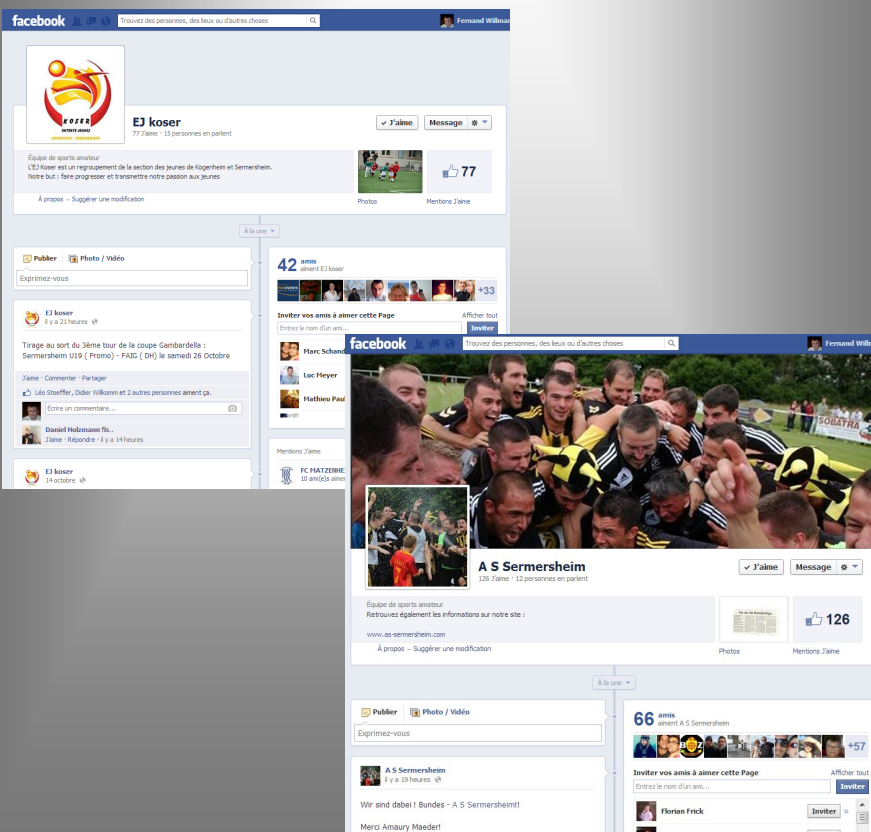 facebook
Trouvez des personnes, des lieux ou d'autres choses
Fernand Willman
KOSER
ENTENTE JEUNES
EJ koser
77 J'aime · 15 personnes en parlent
J'aime
Message
Équipe de sports amateur
L'EJ Koser est un regroupement de la section des jeunes de Kogenheim et Sermersheim.
Notre but : faire progresser et transmettre notre passion aux jeunes
77
À propos – Suggérer une modification
Photos
Mentions J'aime
À la une
Publier
Photo / Vidéo
Exprimez-vous
EJ koser
il y a 21 heures
Tirage au sort du 3ème tour de la coupe Gambardella :
Sermersheim U19 ( Promo) - FAIG ( DH) le samedi 26 Octobre
J'aime · Commenter · Partager
Léo Stoeffler, Didier Wilkomm et 2 autres personnes aiment ça.
Écrire un commentaire...
Daniel Holzmann fis..
J'aime · Répondre · il y a 14 heures
EJ koser
14 octobre
42 amis
aiment EJ koser
+33
Inviter vos amis à aimer cette Page
Afficher tout
Entrez le nom d'un ami...
Inviter
Marc Schand
Luc Meyer
Mathieu Paul
Mentions J'aime
FC MATZENHE
10 ami(e)s aime
facebook
Trouvez des personnes, des lieux ou d'autres choses
Fernand Willm
SOBATRA
A S Sermersheim
126 J'aime · 12 personnes en parlent
J'aime
Message
Équipe de sports amateur
Retrouvez également les informations sur notre site :
www.as-sermersheim.com
126
À propos – Suggérer une modification
Photos
Mentions J'aime
À la une
Publier
Photo / Vidéo
Exprimez-vous
A S Sermersheim
il y a 19 heures
Wir sind dabei ! Bundes - A S Sermersheim!!
Merci Amaury Maeder!
66 amis
aiment A S Sermersheim
+57
Inviter vos amis à aimer cette Page
Afficher tout
Entrez le nom d'un ami...
Inviter
Florian Frick
Inviter